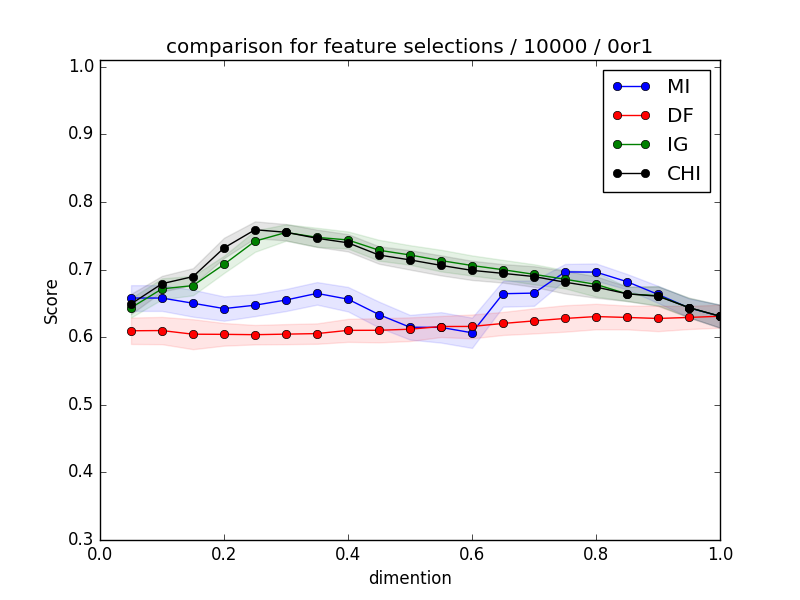 comparison for feature selections / 10000 / 0or1
MI
DF
IG
CHI
1.0
0.9
0.8
0.7
0.6
0.5
0.4
0.3
Score
0.0 0.2 0.4 0.6 0.8 1.0
dimention